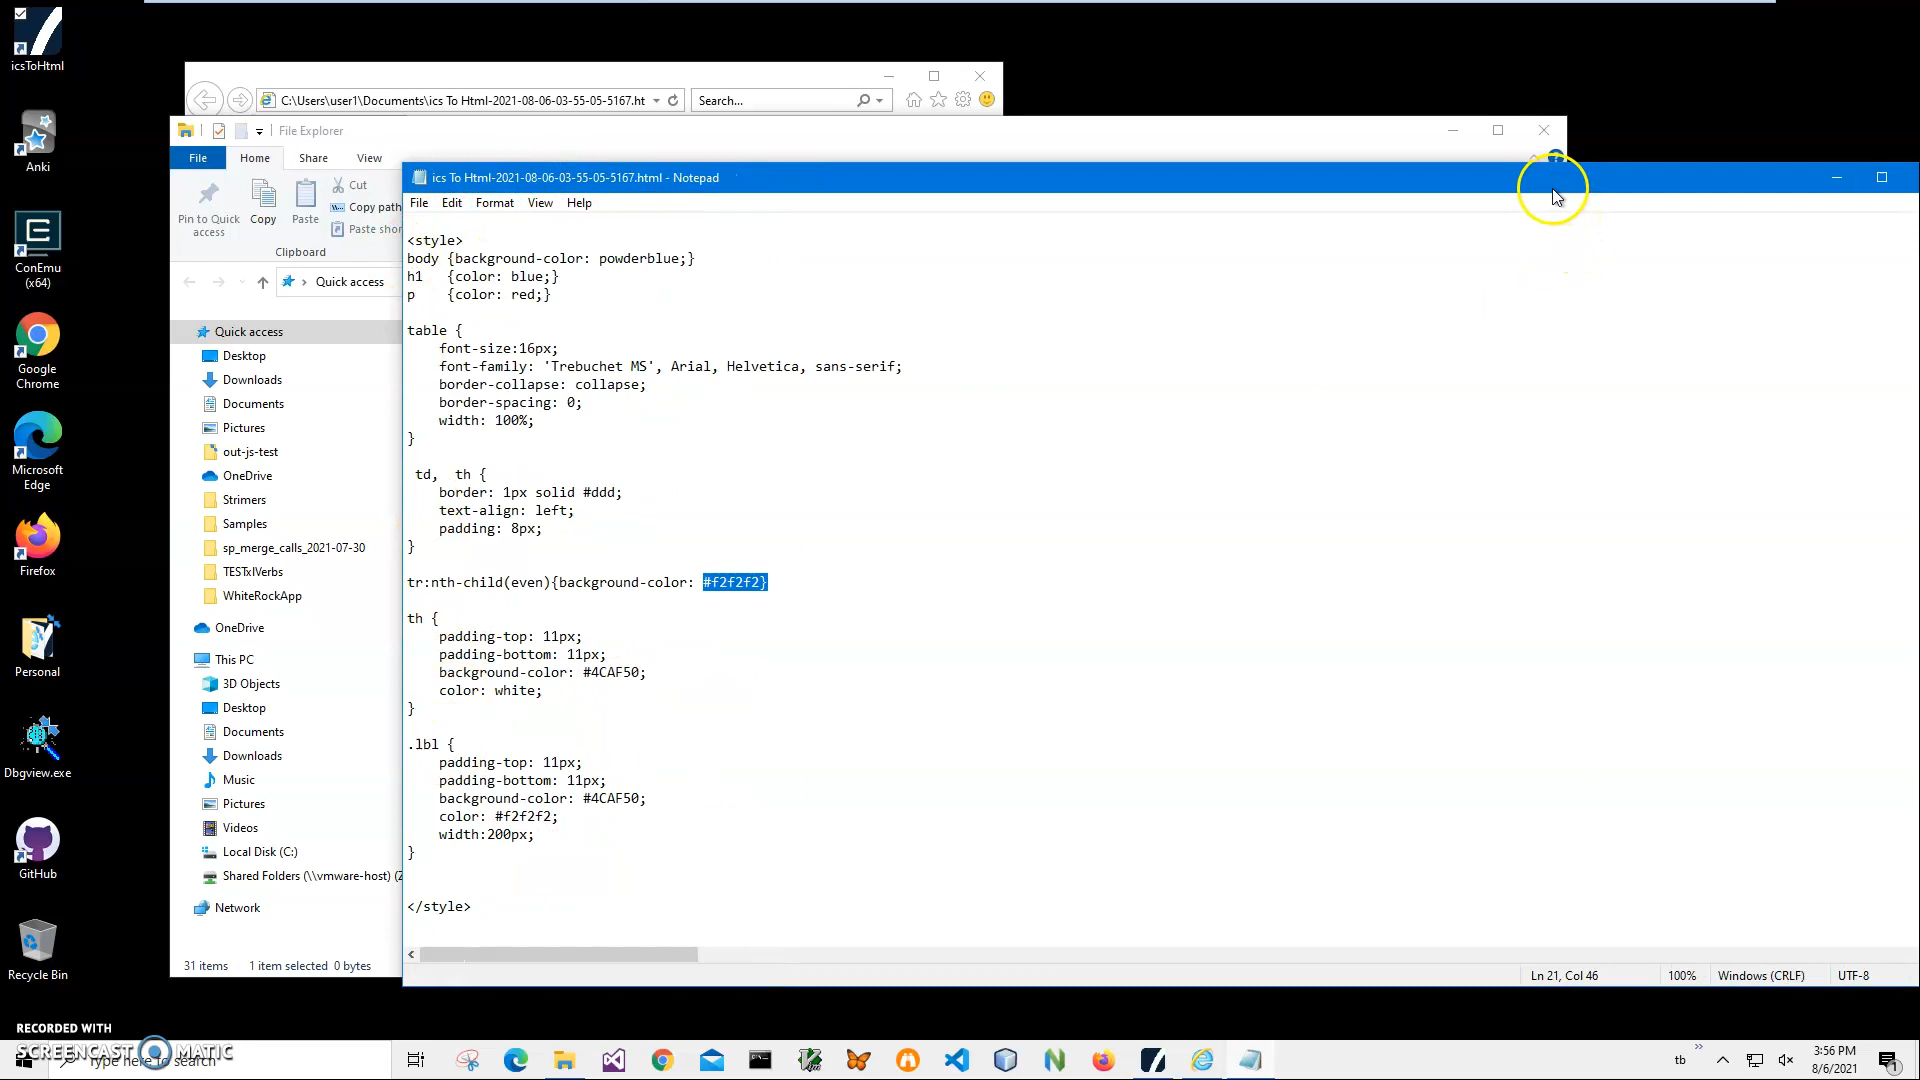 icsToHtml
Anki
ConEmu
(x64)
Google
Chrome
Microsoft
Edge
Firefox
Personal
Dbgview.exe
GitHub
Recycle Bin
C:\Users\user1\Documents\ics To Html-2021-08-06-03-55-05-5167.ht
Search...
File Explorer
File Home Share View
Pin to Quick
access
Copy
Paste
Cut
Copy path
Paste shor
Clipboard
Quick access
Quick access
Desktop
Downloads
Documents
Pictures
out-js-test
OneDrive
Strimers
Samples
sp_merge_calls_2021-07-30
TESTxlVerbs
WhiteRockApp
OneDrive
This PC
3D Objects
Desktop
Documents
Downloads
Music
Pictures
Videos
Local Disk (C:)
Shared Folders (\\vmware-host) (Z
Network
31 items 1 item selected 0 bytes
ics To Html-2021-08-06-03-55-05-5167.html - Notepad
File Edit Format View Help
<style>
body {background-color: powderblue;}
h1   {color: blue;}
p    {color: red;}
table {
    font-size:16px;
    font-family: 'Trebuchet MS', Arial, Helvetica, sans-serif;
    border-collapse: collapse;
    border-spacing: 0;
    width: 100%;
}
 td,  th {
    border: 1px solid #ddd;
    text-align: left;
    padding: 8px;
}
tr:nth-child(even){background-color: #f2f2f2}
th {
    padding-top: 11px;
    padding-bottom: 11px;
    background-color: #4CAF50;
    color: white;
}
.lbl {
    padding-top: 11px;
    padding-bottom: 11px;
    background-color: #4CAF50;
    color: #f2f2f2;
    width:200px;
}
</style>
Ln 21, Col 46 100% Windows (CRLF) UTF-8
RECORDED WITH
SCREENCAST MATIC
Type here to search
tb
3:56 PM
8/6/2021